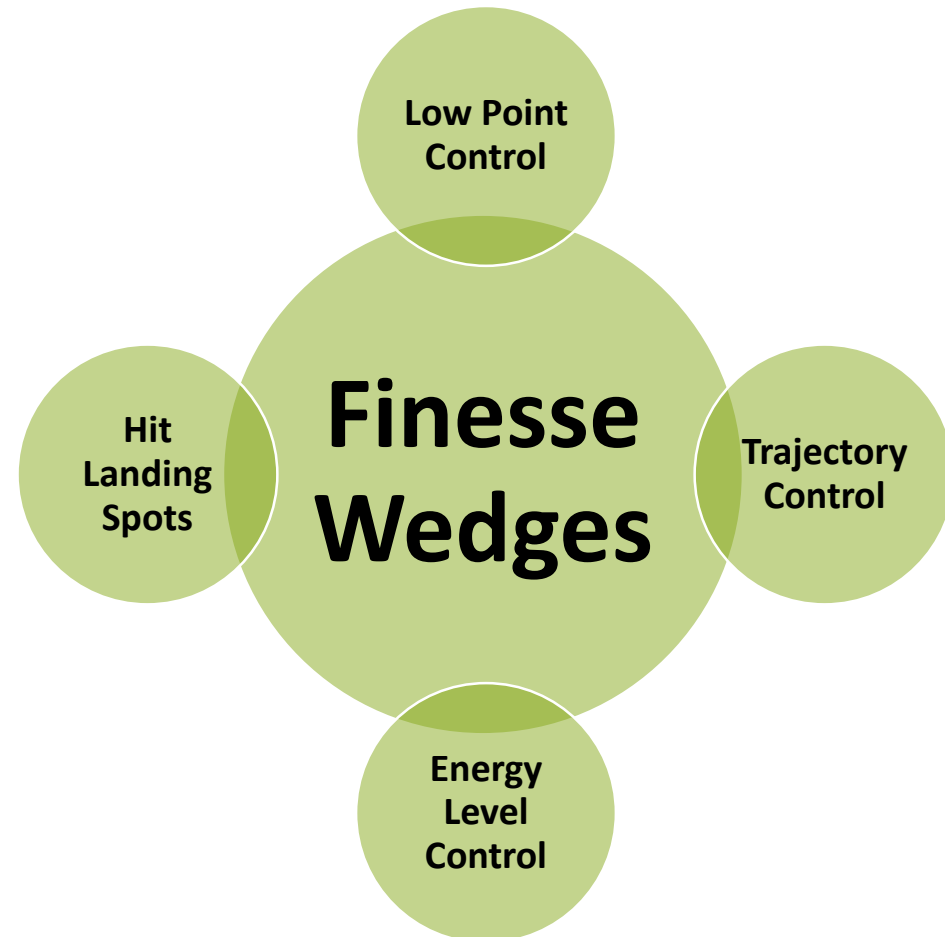 Low Point
Control
Hit
Landing
Spots
Finesse
Wedges
Trajectory
Control
Energy
Level
Control